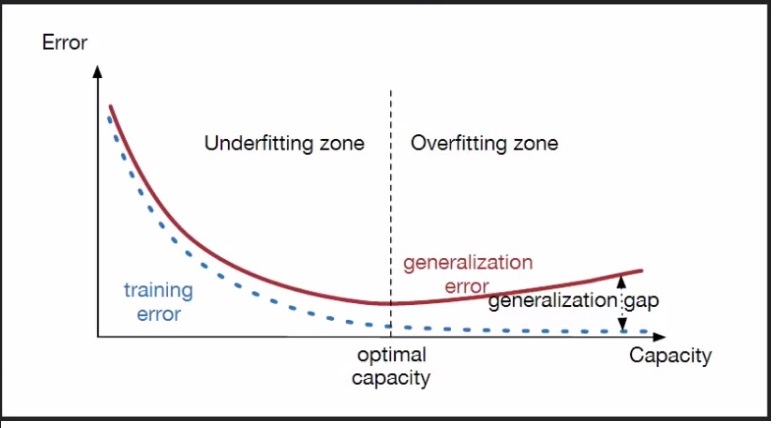 Error
Underfitting zone
Overfitting zone
generalization
error
generalization gap
training
error
optimal
capacity
Capacity